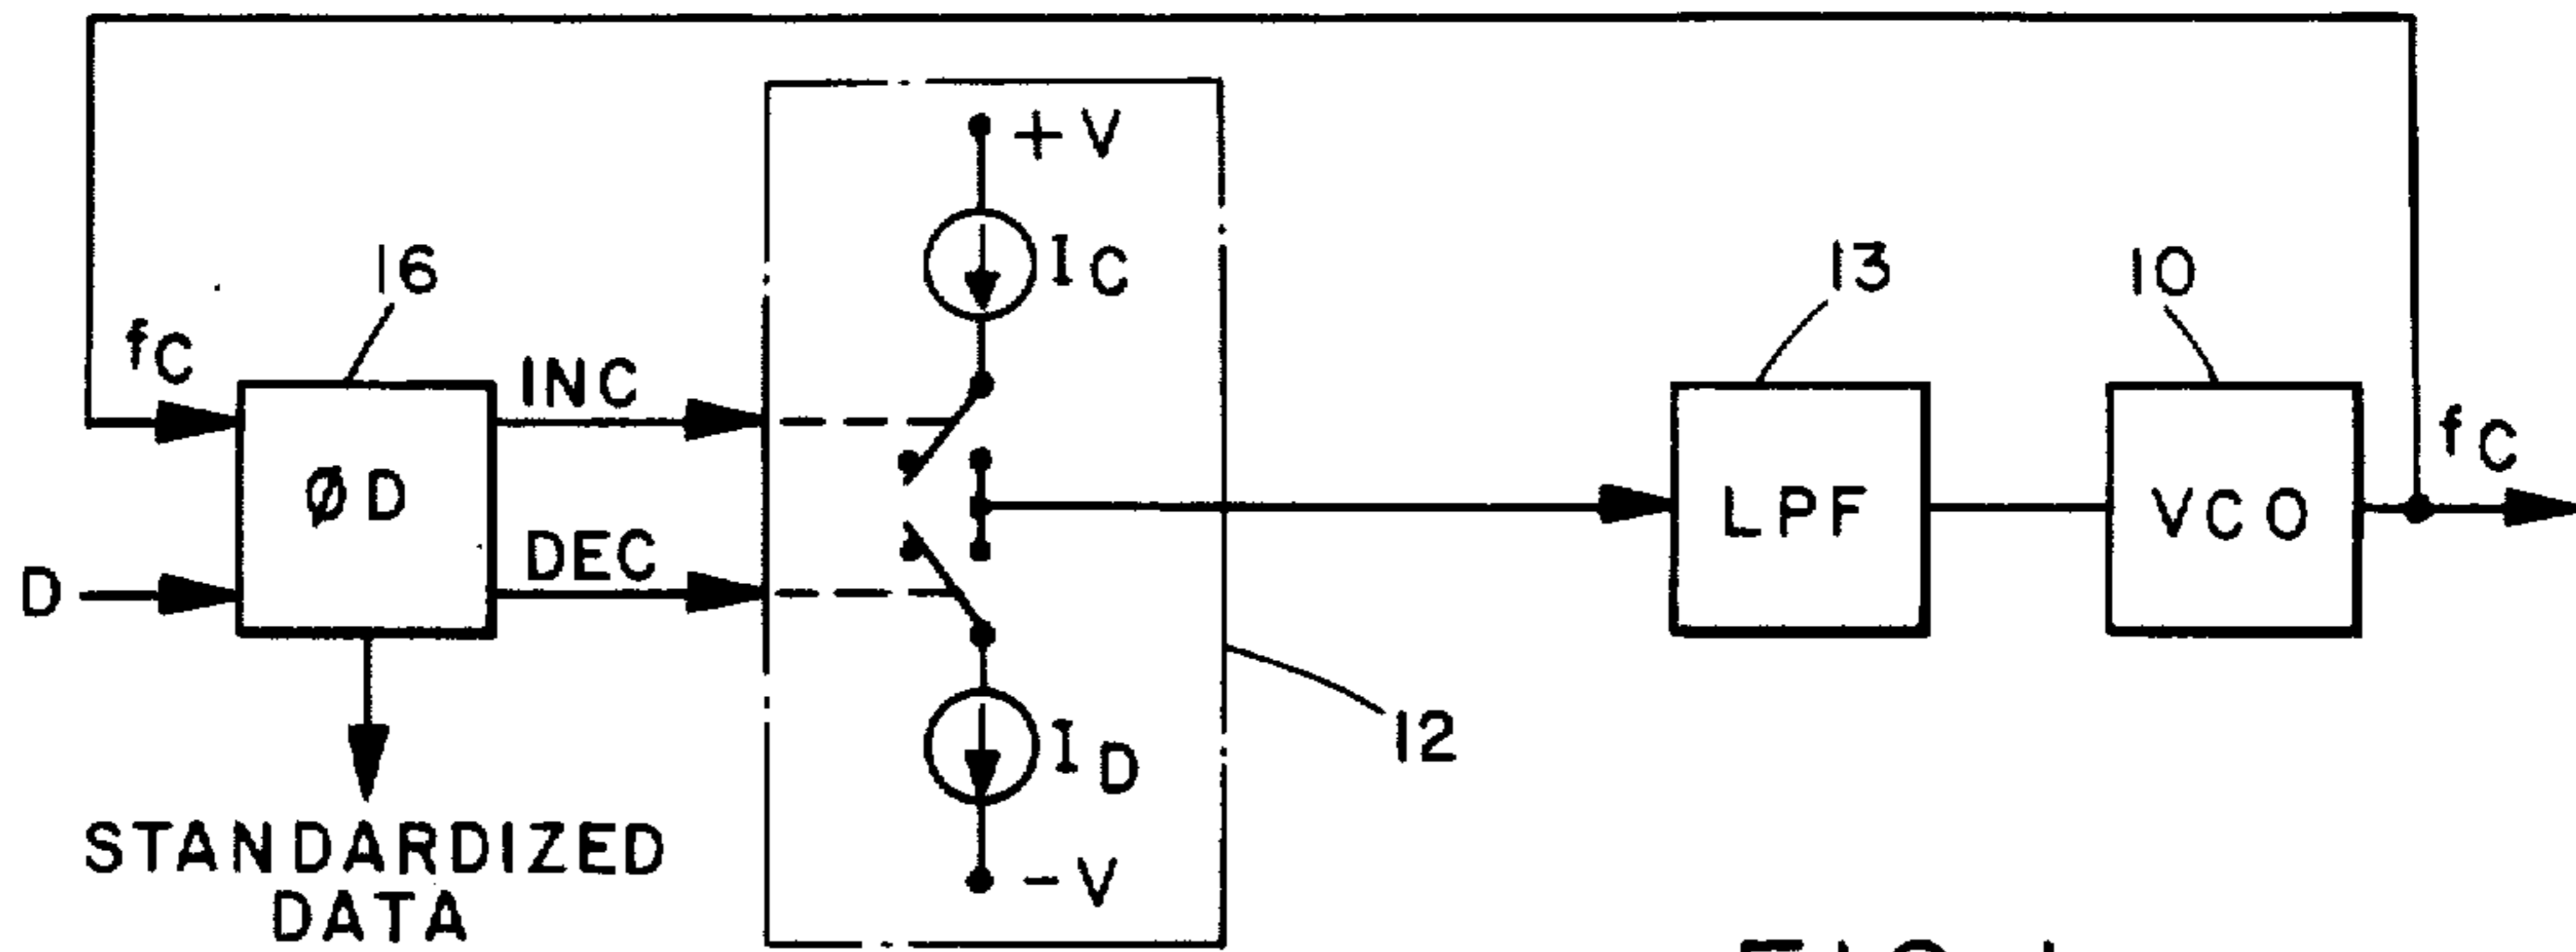 +V
IC
16
13
10
fC
INC
fC
ØD
LPF
VCO
D
DEC
ID
12
-V
STANDARDIZED
DATA